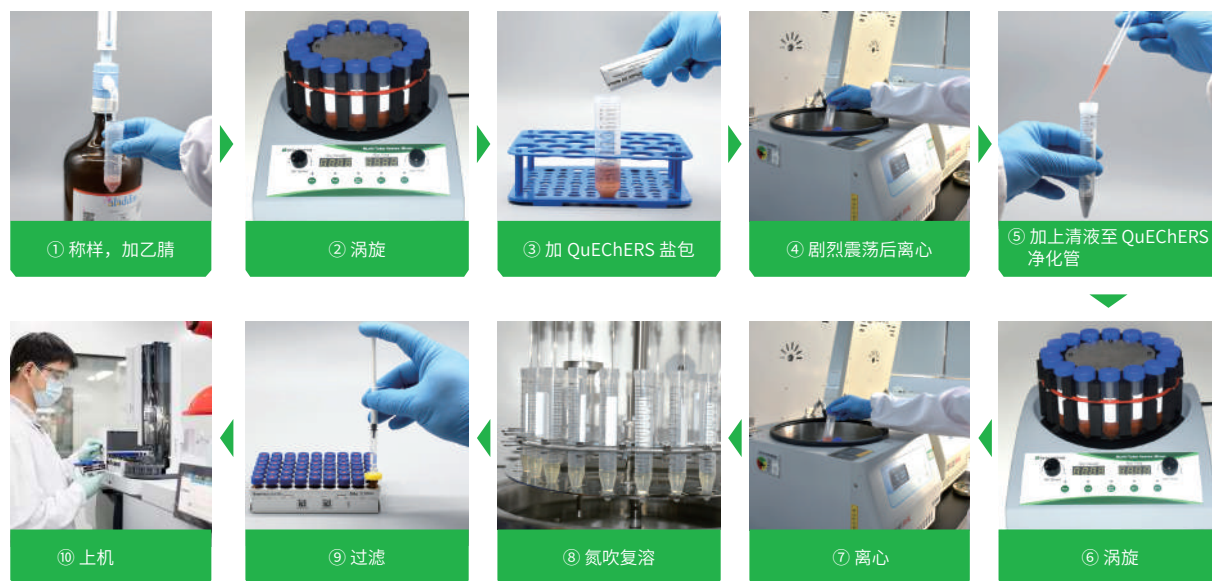 ① 称样，加乙腈
② 涡旋
③ 加 QuEChERS 盐包
④ 剧烈震荡后离心
⑤ 加上清液至 QuEChERS
净化管
⑩ 上机
⑨ 过滤
⑧ 氮吹复溶
⑦ 离心
⑥ 涡旋